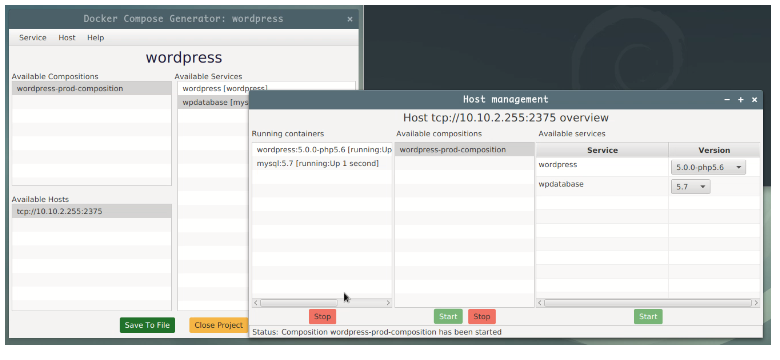 Docker Compose Generator: wordpress
×
Service Host Help
wordpress
Available Compositions
wordpress-prod-composition
Available Services
wordpress [wordpress]
wpdatabase [mys
Available Hosts
tcp://10.10.2.255:2375
Save To File
Close Project
Host management
− + ×
Host tcp://10.10.2.255:2375 overview
Running containers
wordpress:5.0.0-php5.6 [running:Up
mysql:5.7 [running:Up 1 second]
Stop
Available compositions
wordpress-prod-composition
Start Stop
Available services
Service Version
wordpress 5.0.0-php5.6
wpdatabase 5.7
Start
Status: Composition wordpress-prod-composition has been started